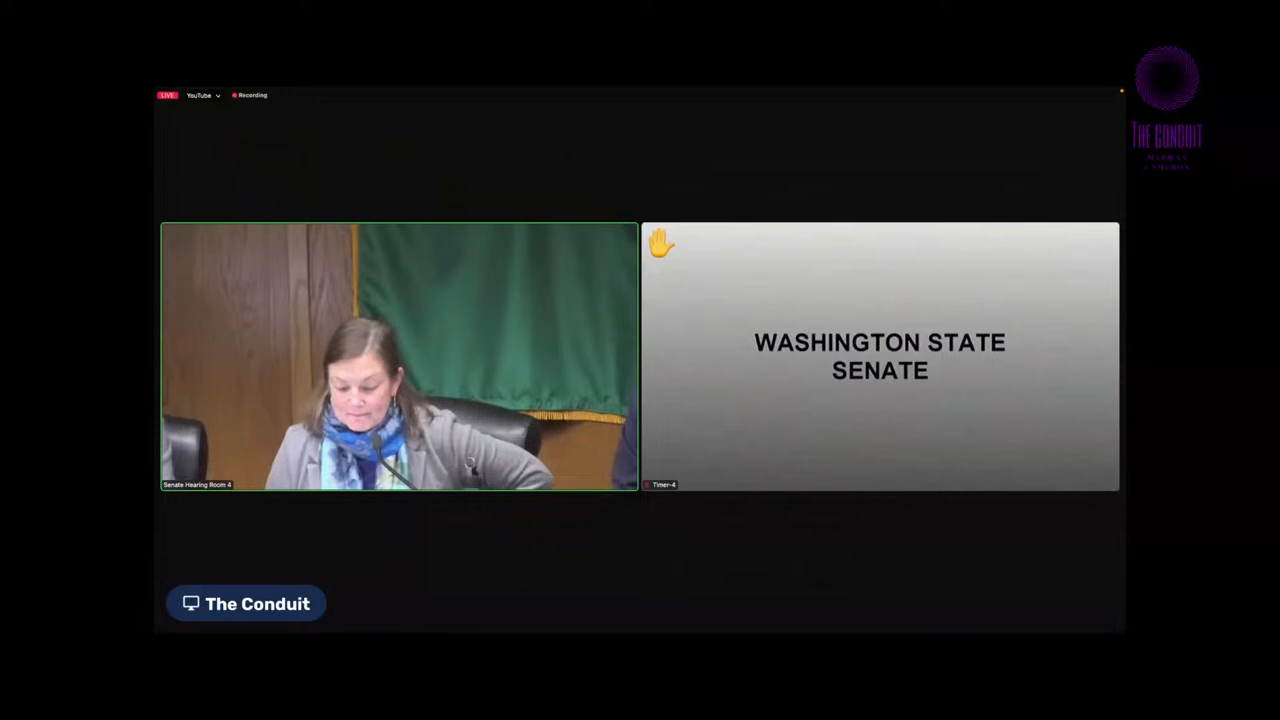 LIVE YouTube Recording
THE CONDUIT
WASHINGTON STATE
SENATE
Senate Hearing Room 4
Timer-4
The Conduit